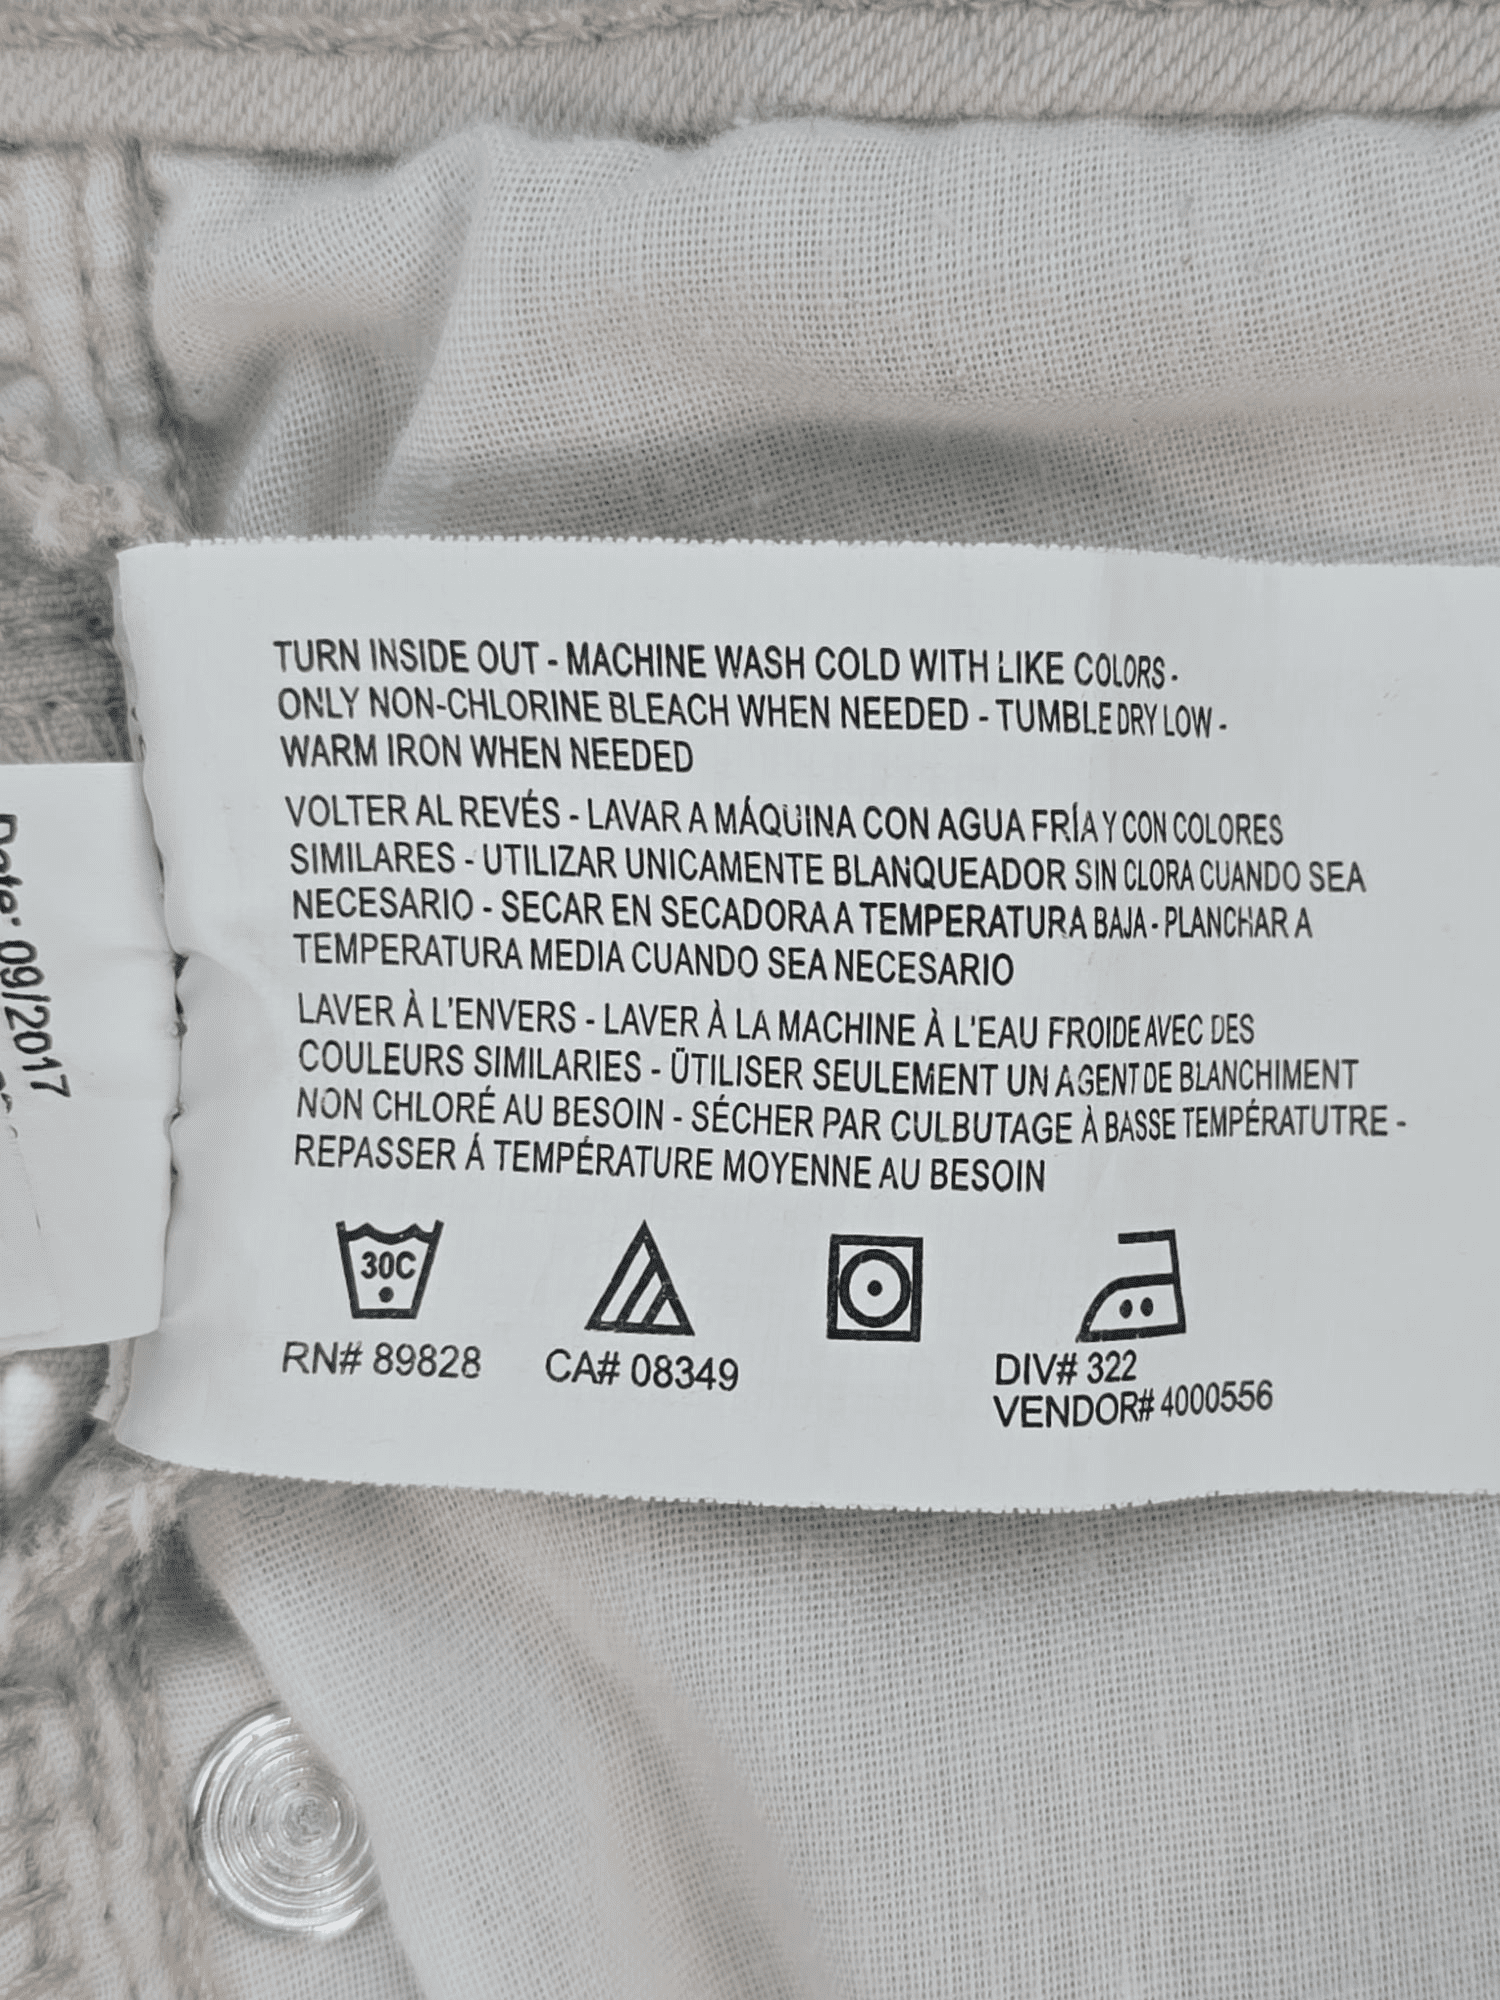 TURN INSIDE OUT - MACHINE WASH COLD WITH LIKE COLORS -
ONLY NON-CHLORINE BLEACH WHEN NEEDED - TUMBLE DRY LOW -
WARM IRON WHEN NEEDED
VOLTER AL REVÉS - LAVAR A MÁQUINA CON AGUA FRÍA Y CON COLORES
SIMILARES - UTILIZAR UNICAMENTE BLANQUEADOR SIN CLORA CUANDO SEA
NECESARIO - SECAR EN SECADORA A TEMPERATURA BAJA - PLANCHAR A
TEMPERATURA MEDIA CUANDO SEA NECESARIO
LAVER À L'ENVERS - LAVER À LA MACHINE À L'EAU FROIDE AVEC DES
COULEURS SIMILARIES - ÜTILISER SEULEMENT UN AGENT DE BLANCHIMENT
NON CHLORÉ AU BESOIN - SÉCHER PAR CULBUTAGE À BASSE TEMPÉRATUTRE -
REPASSER Á TEMPÉRATURE MOYENNE AU BESOIN
30C
RN# 89828 CA# 08349 DIV# 322
VENDOR# 4000556
Date: 09/2017